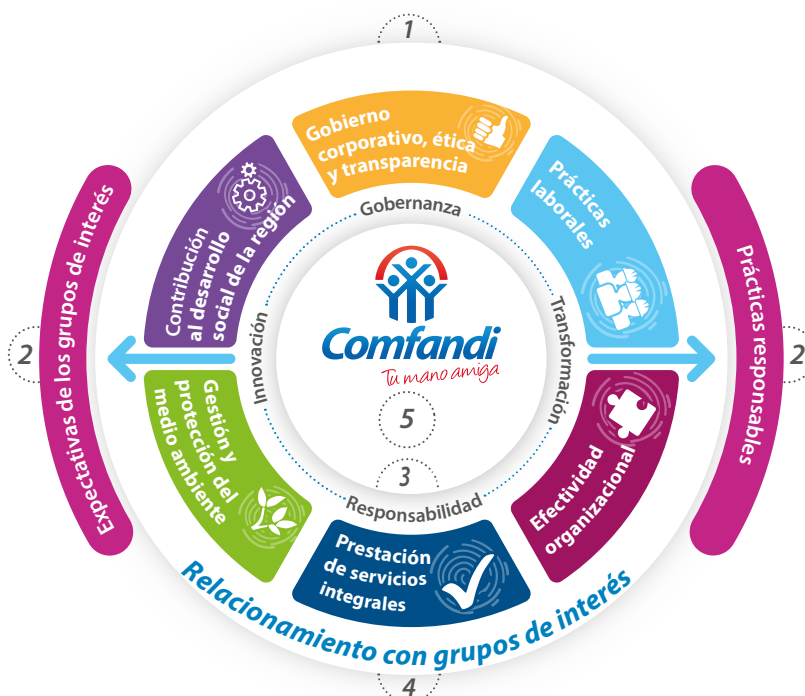 1
Gobierno
corporativo, ética
y transparencia
Prácticas
laborales
Contribución
al desarrollo
social de la región
Gobernanza
Expectativas de los grupos de interés
Prácticas responsables
Innovación
Transformación
Comfandi
Tu mano amiga
2
2
5
3
Responsabilidad
Gestión y
protección del
medio ambiente
Efectividad
organizacional
Prestación
de servicios
integrales
Relacionamiento con grupos de interés
4